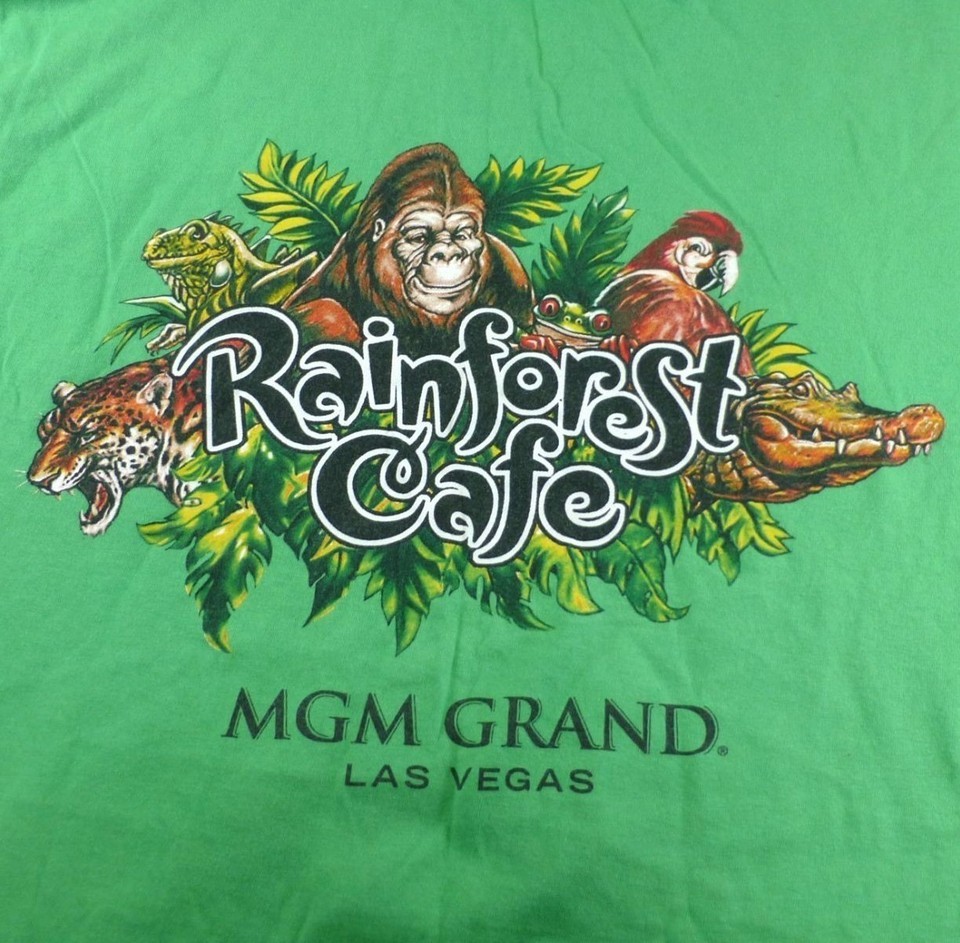 Rainforest
Cafe
MGM GRAND®
LAS VEGAS